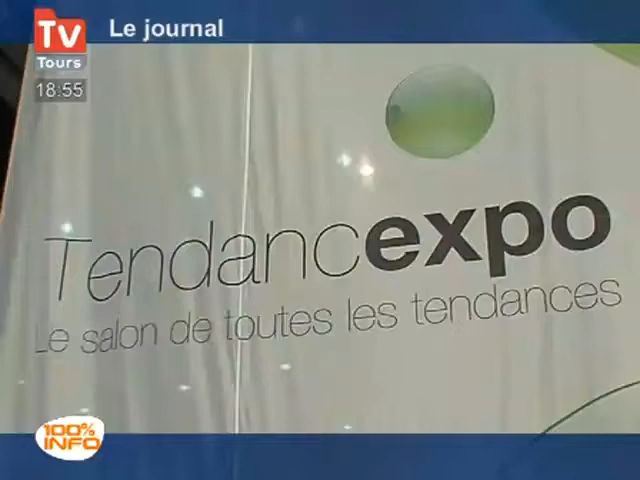 Tv
Tours
Le journal
18:55
Tendancexpo
Le salon de toutes les tendances
100%
INFO